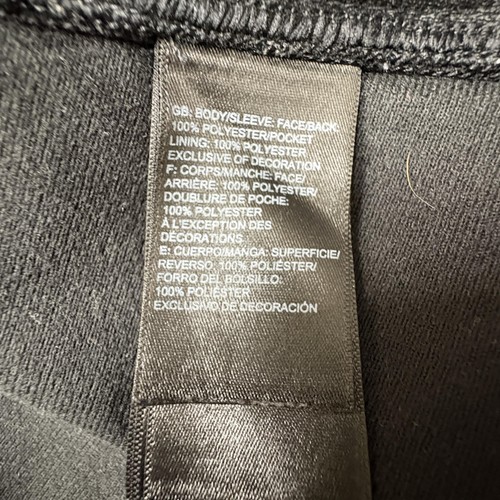 GB: BODY/SLEEVE: FACE/BACK:
100% POLYESTER/POCKET
LINING: 100% POLYESTER
EXCLUSIVE OF DECORATION
F: CORPS/MANCHE: FACE/
ARRIÈRE: 100% POLYESTER/
DOUBLURE DE POCHE:
100% POLYESTER
À L'EXCEPTION DES
DÉCORATIONS
E: CUERPO/MANGA: SUPERFICIE/
REVERSO: 100% POLIÉSTER/
FORRO DEL BOLSILLO:
100% POLIÉSTER
EXCLUSIVO DE DECORACIÓN